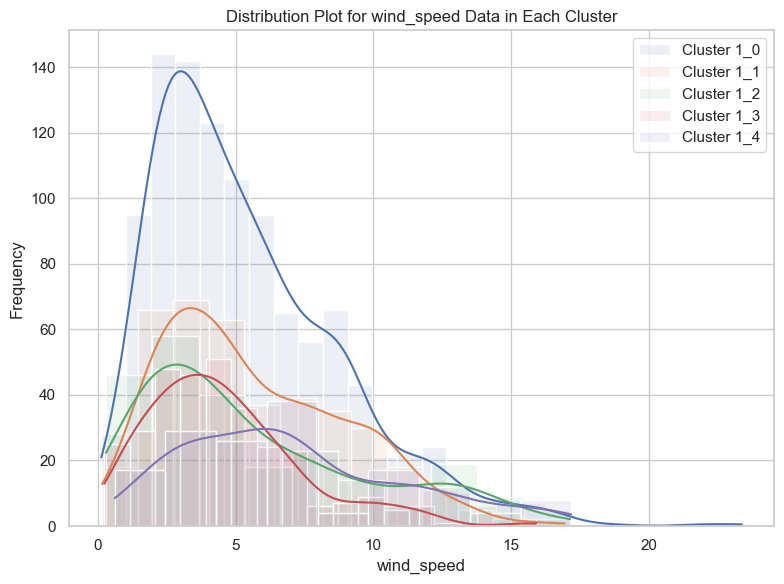 Distribution Plot for wind_speed Data in Each Cluster
Cluster 1_0
Cluster 1_1
Cluster 1_2
Cluster 1_3
Cluster 1_4
Frequency
140
120
100
80
60
40
20
0
0 5 10 15 20
wind_speed